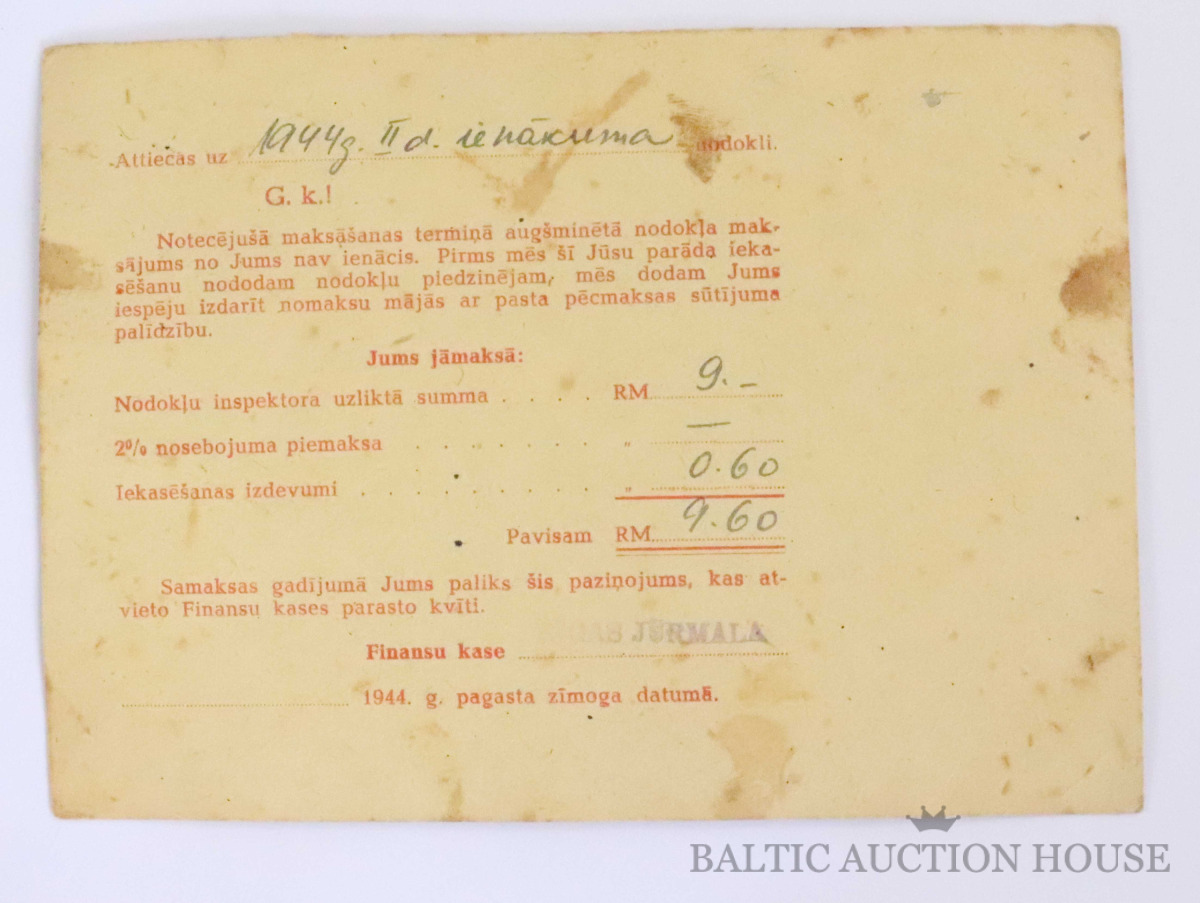 Attiecas uz 1944g. II d. ienākuma nodokli.
G. k.!
Notecējušā maksāšanas termiņā augšminētā nodokļa mak-
sājums no Jums nav ienācis. Pirms mēs šī Jūsu parāda ieka-
sēšanu nododam nodokļu piedzinējam, mēs dodam Jums
iespēju izdarīt nomaksu mājās ar pasta pēcmaksas sūtījuma
palīdzību.
Jums jāmaksā:
Nodokļu inspektora uzliktā summa . . . . RM 9.–
2% nosebojuma piemaksa . . . . . . . " —
Iekasēšanas izdevumi . . . . . . . . . " 0.60
Pavisam RM 9.60
Samaksas gadījumā Jums paliks šis paziņojums, kas at-
vieto Finansu kases parasto kvīti.
RĪGAS JŪRMALA
Finansu kase
1944. g. pagasta zīmoga datumā.
BALTIC AUCTION HOUSE